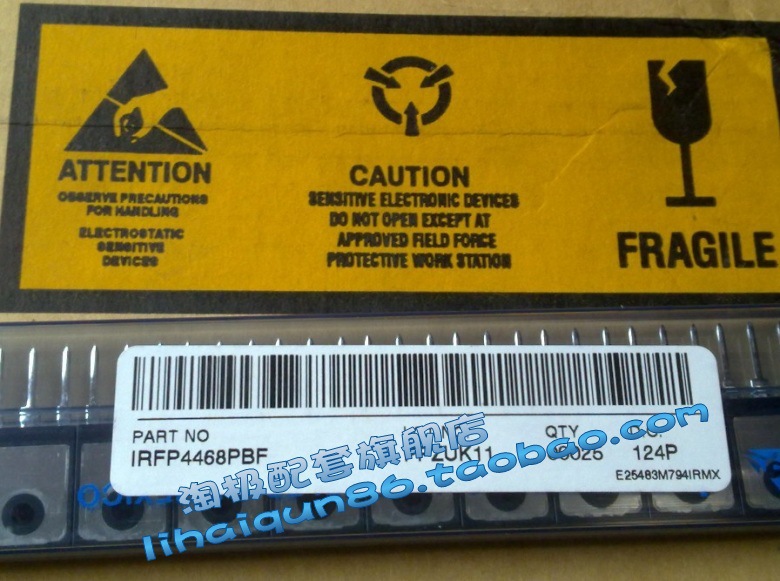 ATTENTION
OBSERVE PRECAUTIONS
FOR HANDLING
ELECTROSTATIC
SENSITIVE
DEVICES
CAUTION
SENSITIVE ELECTRONIC DEVICES
DO NOT OPEN EXCEPT AT
APPROVED FIELD FORCE
PROTECTIVE WORK STATION
FRAGILE
PART NO
IRFP4468PBF
QTY
124P
E25483M794IRMX
淘极配套旗舰店
lihaiqun86.taobao.com